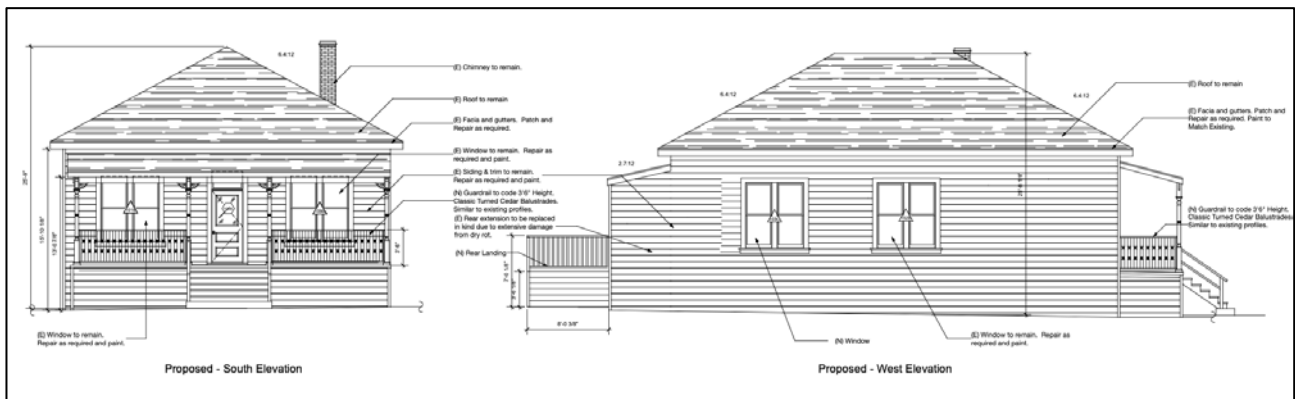 6.4:12
(E) Chimney to remain.
(E) Roof to remain
(E) Facia and gutters. Patch and
Repair as required.
(E) Window to remain. Repair as
required and paint.
(E) Siding & trim to remain.
Repair as required and paint.
(N) Guardrail to code 3'6" Height.
Classic Turned Cedar Balustrades.
Similar to existing profiles.
(E) Rear extension to be replaced
in kind due to extensive damage
from dry rot.
(N) Rear Landing
(E) Window to remain.
Repair as required and paint.
Proposed - South Elevation
6.4:12
6.4:12
2.7:12
8'-0 3/8"
(E) Roof to remain
(E) Facia and gutters. Patch and
Repair as required. Paint to
Match Existing.
(N) Guardrail to code 3'6" Height.
Classic Turned Cedar Balustrades
Similar to existing profiles.
(N) Window
(E) Window to remain. Repair as
required and paint.
Proposed - West Elevation